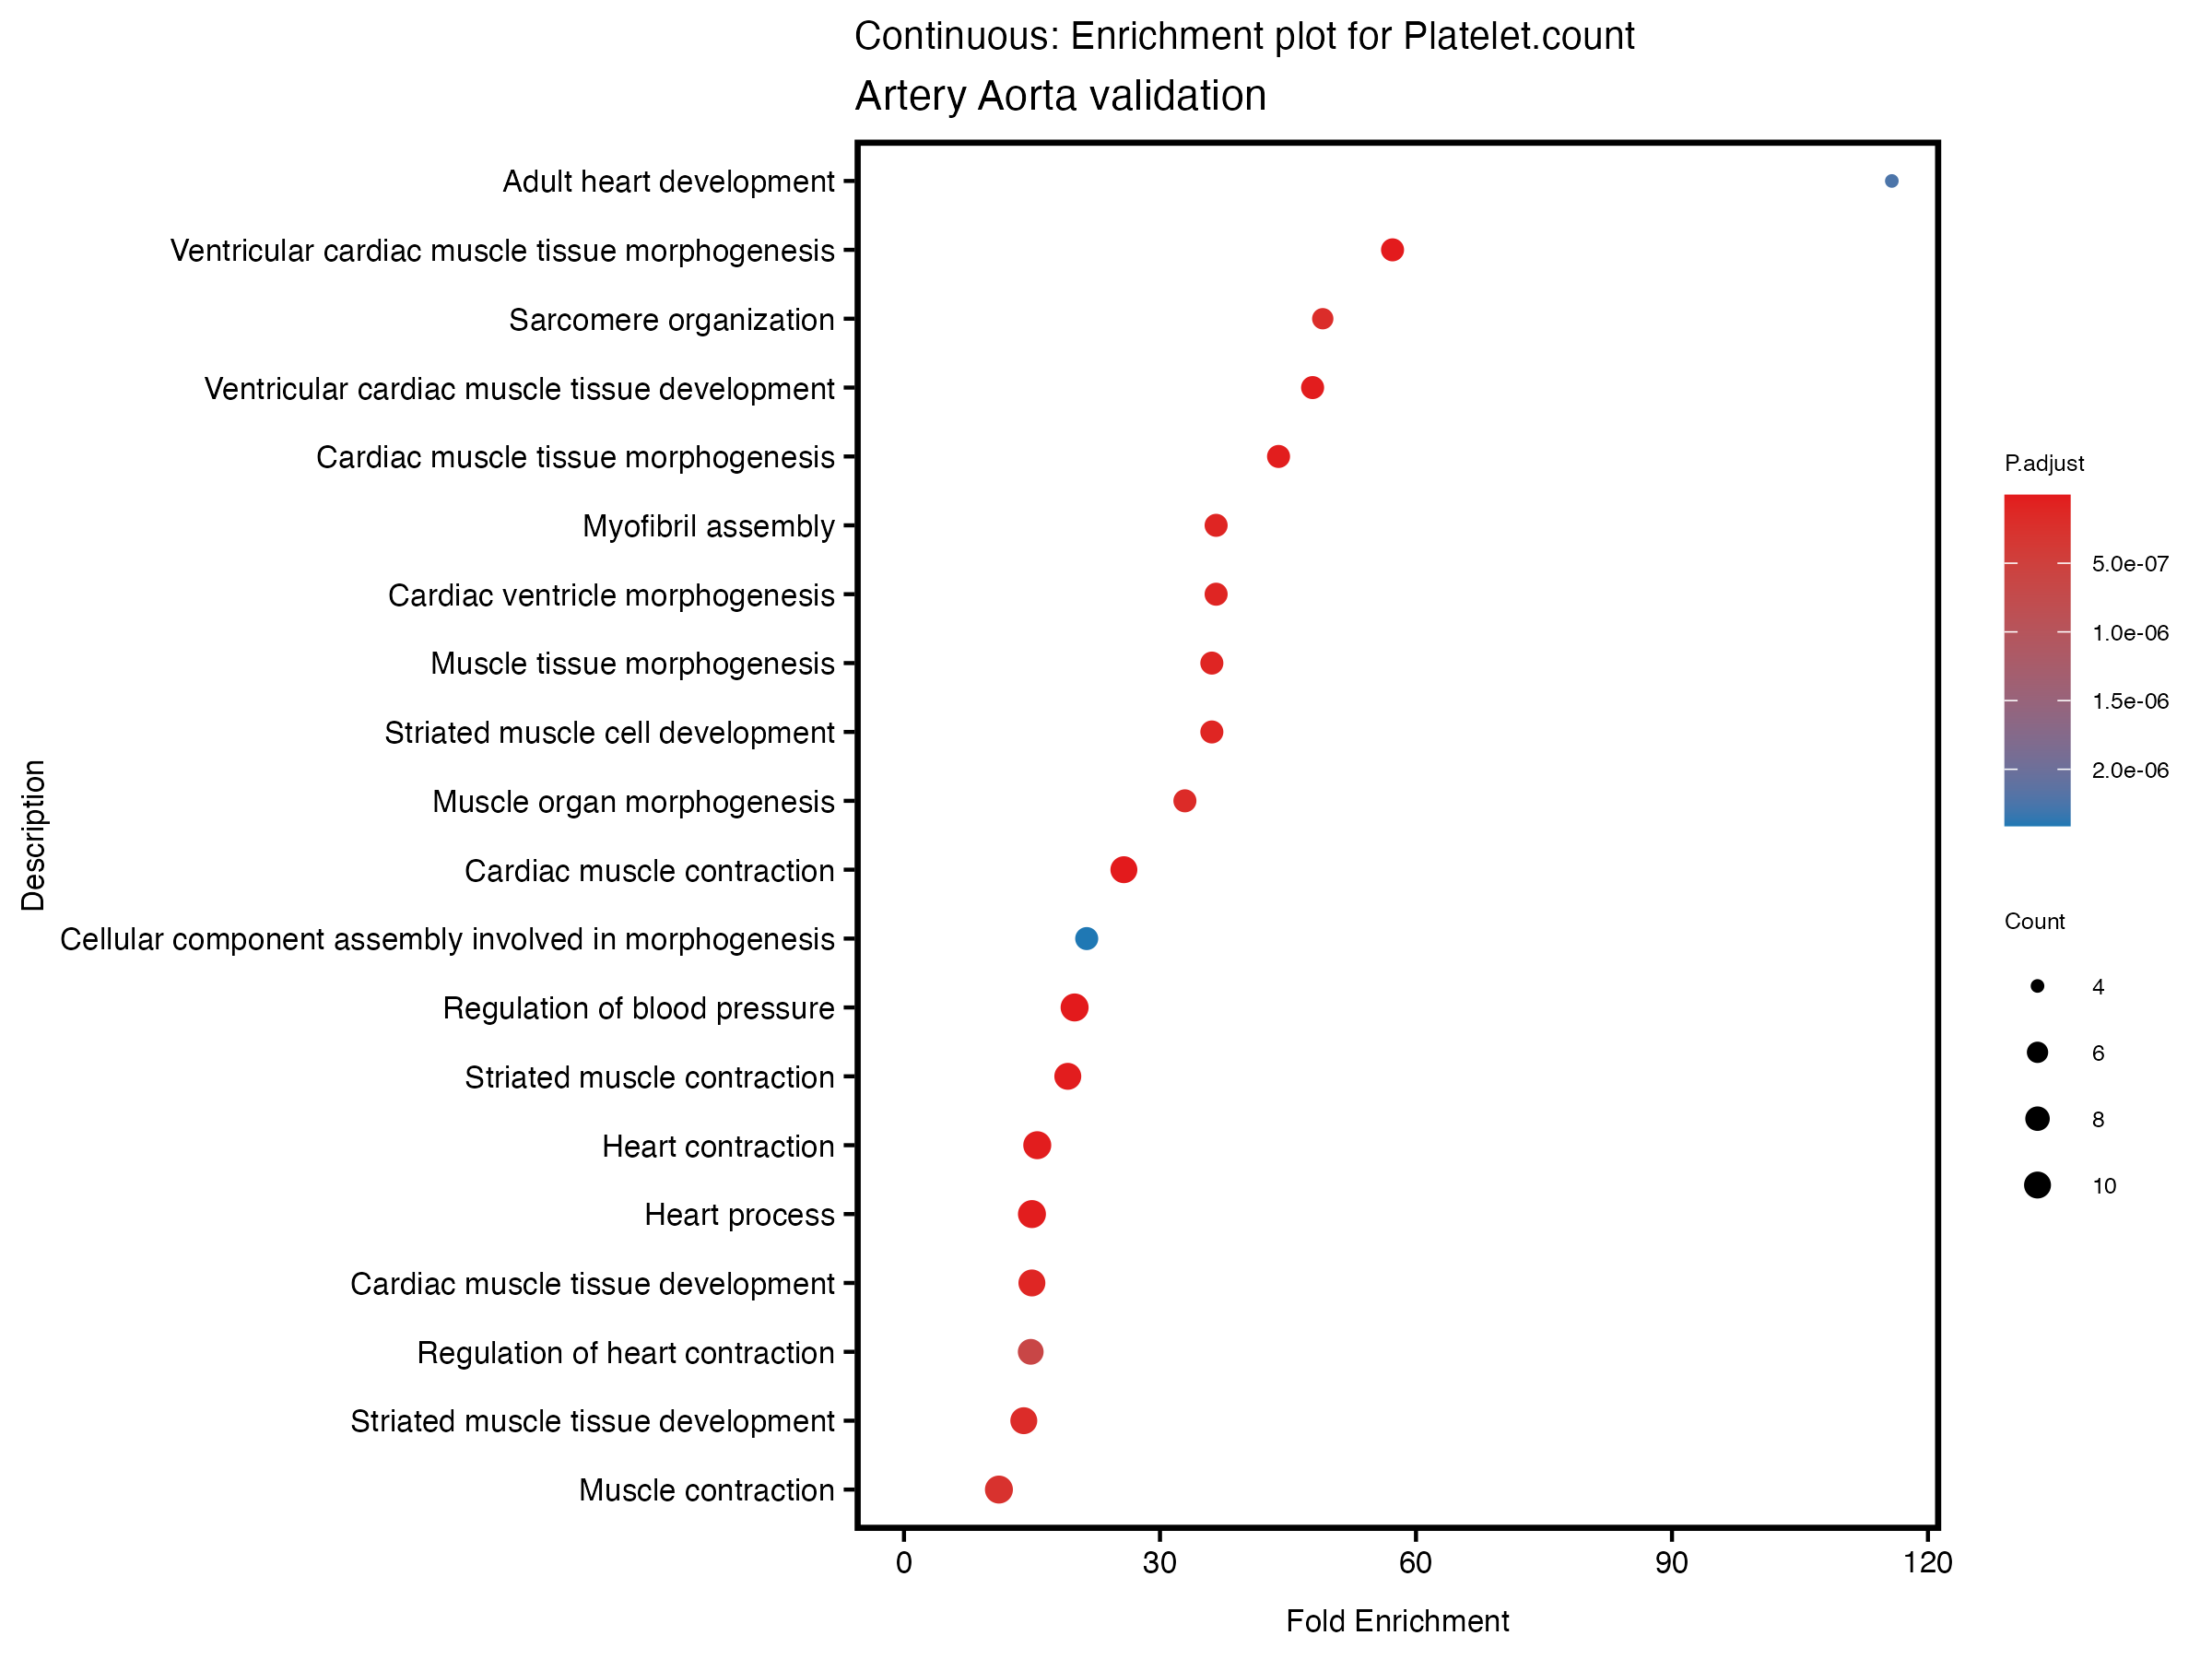 Continuous: Enrichment plot for Platelet.count
Artery Aorta validation
Description
Adult heart development
Ventricular cardiac muscle tissue morphogenesis
Sarcomere organization
Ventricular cardiac muscle tissue development
Cardiac muscle tissue morphogenesis
Myofibril assembly
Cardiac ventricle morphogenesis
Muscle tissue morphogenesis
Striated muscle cell development
Muscle organ morphogenesis
Cardiac muscle contraction
Cellular component assembly involved in morphogenesis
Regulation of blood pressure
Striated muscle contraction
Heart contraction
Heart process
Cardiac muscle tissue development
Regulation of heart contraction
Striated muscle tissue development
Muscle contraction
0 30 60 90 120
Fold Enrichment
P.adjust
5.0e-07
1.0e-06
1.5e-06
2.0e-06
Count
4
6
8
10